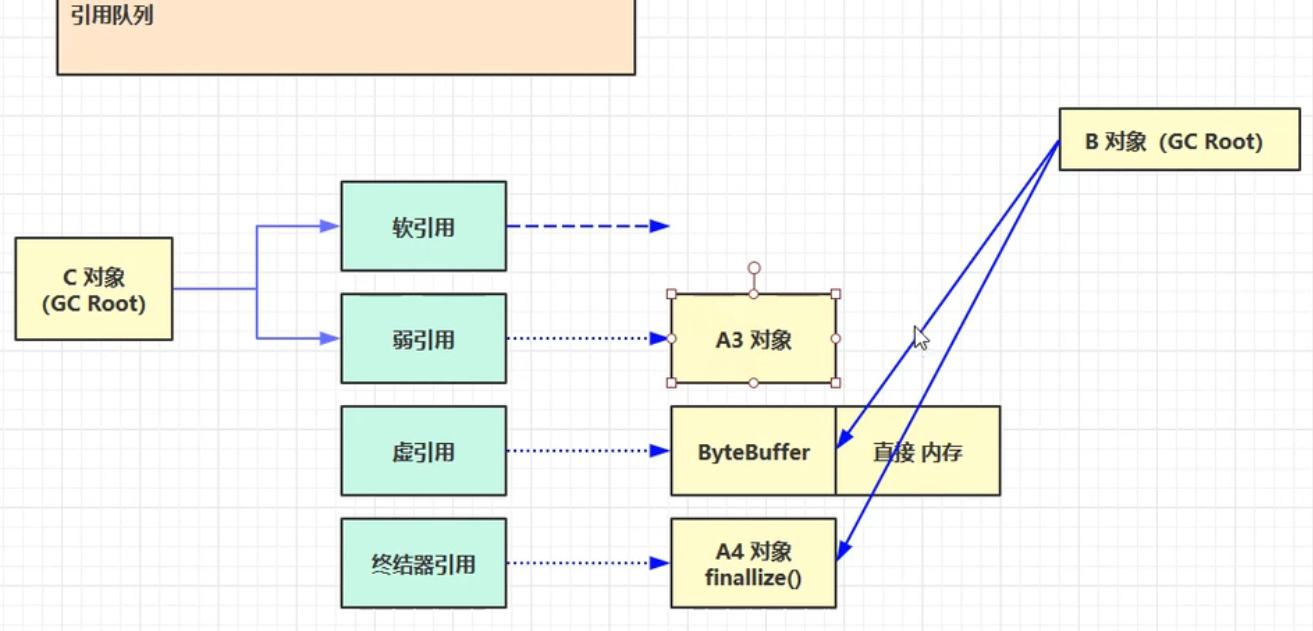 引用队列
B 对象（GC Root)
软引用
C 对象
(GC Root)
弱引用
A3 对象
虚引用
ByteBuffer
直接 内存
终结器引用
A4 对象
finallize()